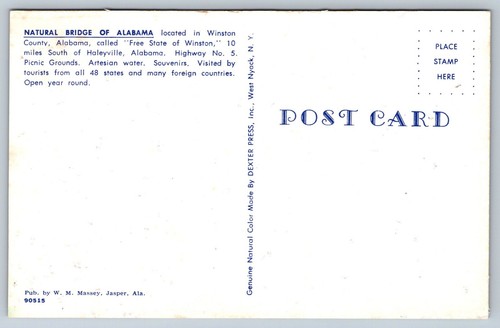 NATURAL BRIDGE OF ALABAMA located in Winston
County, Alabama, called "Free State of Winston," 10
miles South of Haleyville, Alabama. Highway No. 5.
Picnic Grounds. Artesian water. Souvenirs. Visited by
tourists from all 48 states and many foreign countries.
Open year round.
Pub. by W. M. Massey, Jasper, Ala.
90515
Genuine Natural Color Made By DEXTER PRESS, Inc., West Nyack, N. Y.
PLACE
STAMP
HERE
POST CARD